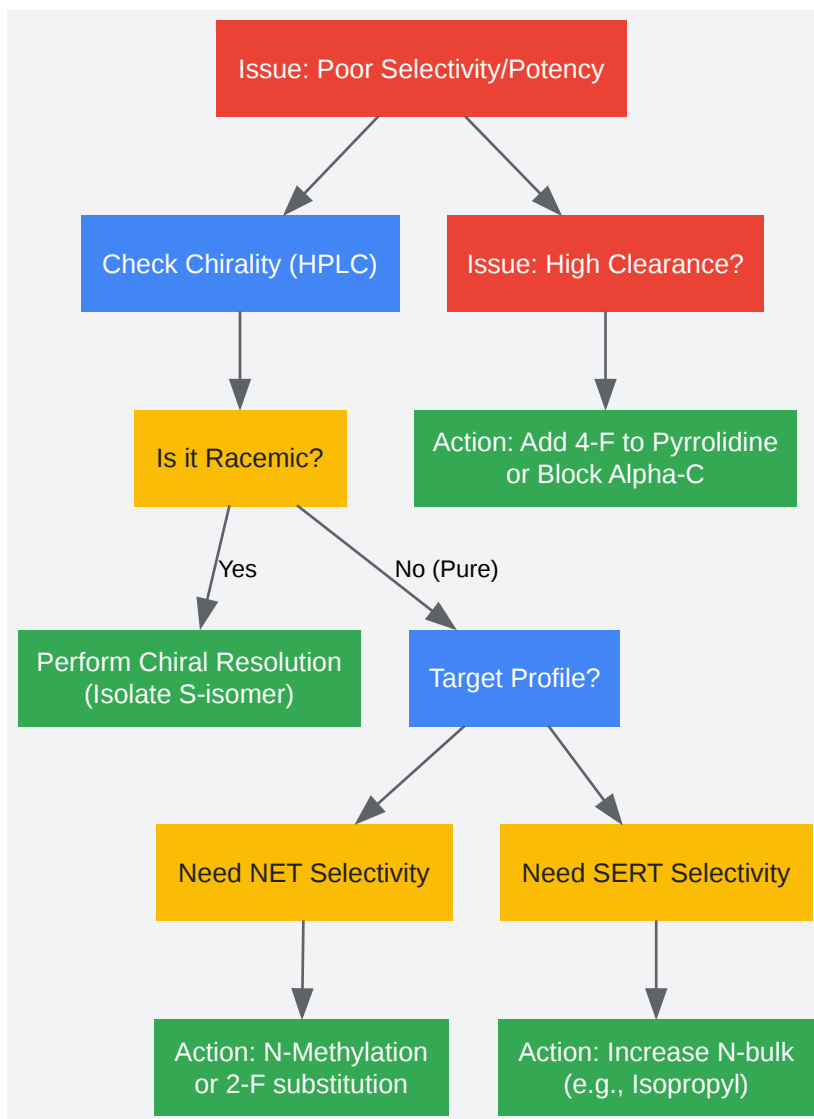 Issue: Poor Selectivity/Potency
Check Chirality (HPLC)
Issue: High Clearance?
Is it Racemic?
Action: Add 4-F to Pyrrolidine
or Block Alpha-C
Yes
No (Pure)
Perform Chiral Resolution
(Isolate S-isomer)
Target Profile?
Need NET Selectivity
Need SERT Selectivity
Action: N-Methylation
or 2-F substitution
Action: Increase N-bulk
(e.g., Isopropyl)